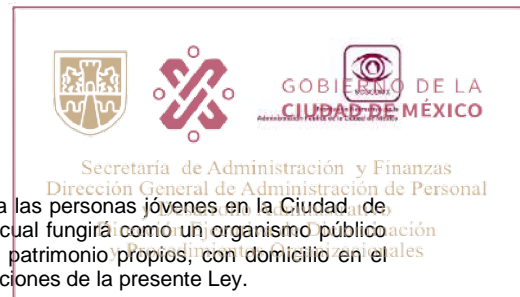 GOBIERNO DE LA
CIUDAD DE MÉXICO
Secretaría de Administración y Finanzas
Dirección General de Administración de Personal
y Desarrollo Administrativo
a las personas jóvenes en la Ciudad de
cual fungirá como un organismo público
patrimonio propios, con domicilio en el
ciones de la presente Ley.